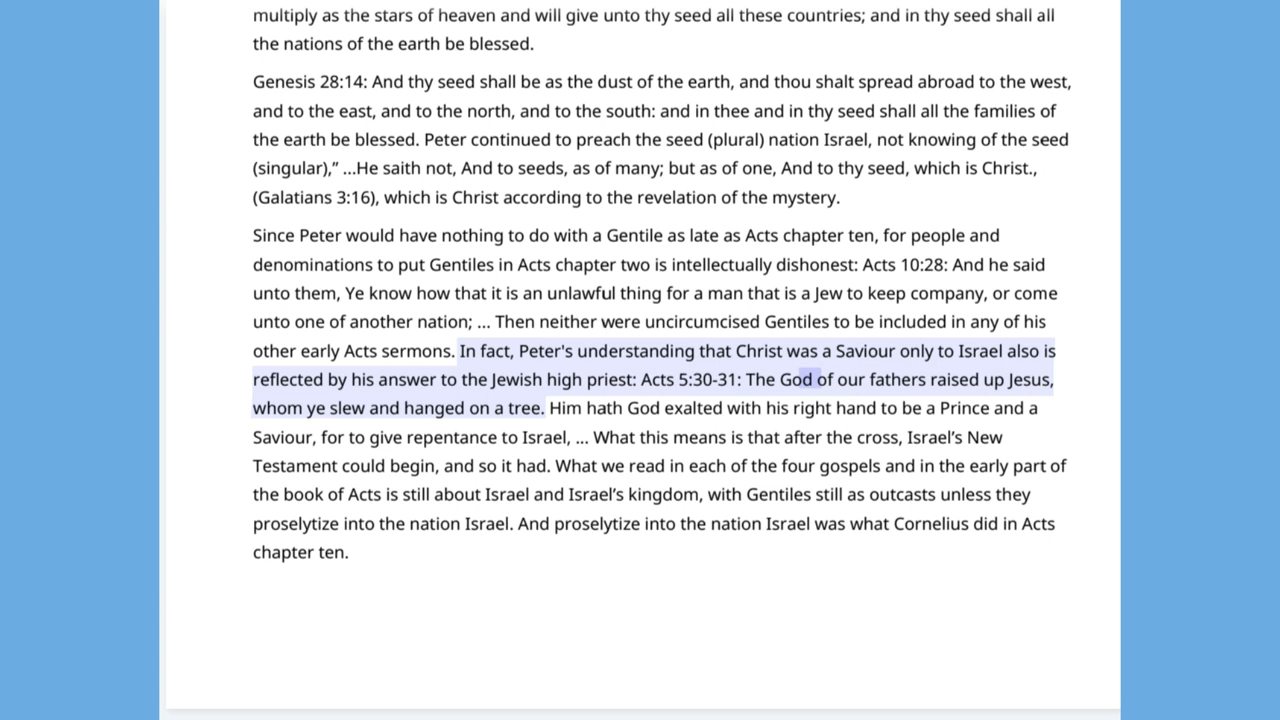 multiply as the stars of heaven and will give unto thy seed all these countries; and in thy seed shall all
the nations of the earth be blessed.
Genesis 28:14: And thy seed shall be as the dust of the earth, and thou shalt spread abroad to the west,
and to the east, and to the north, and to the south: and in thee and in thy seed shall all the families of
the earth be blessed. Peter continued to preach the seed (plural) nation Israel, not knowing of the seed
(singular),” ...He saith not, And to seeds, as of many; but as of one, And to thy seed, which is Christ.,
(Galatians 3:16), which is Christ according to the revelation of the mystery.
Since Peter would have nothing to do with a Gentile as late as Acts chapter ten, for people and
denominations to put Gentiles in Acts chapter two is intellectually dishonest: Acts 10:28: And he said
unto them, Ye know how that it is an unlawful thing for a man that is a Jew to keep company, or come
unto one of another nation; ... Then neither were uncircumcised Gentiles to be included in any of his
other early Acts sermons. In fact, Peter's understanding that Christ was a Saviour only to Israel also is
reflected by his answer to the Jewish high priest: Acts 5:30-31: The God of our fathers raised up Jesus,
whom ye slew and hanged on a tree. Him hath God exalted with his right hand to be a Prince and a
Saviour, for to give repentance to Israel, ... What this means is that after the cross, Israel’s New
Testament could begin, and so it had. What we read in each of the four gospels and in the early part of
the book of Acts is still about Israel and Israel’s kingdom, with Gentiles still as outcasts unless they
proselytize into the nation Israel. And proselytize into the nation Israel was what Cornelius did in Acts
chapter ten.